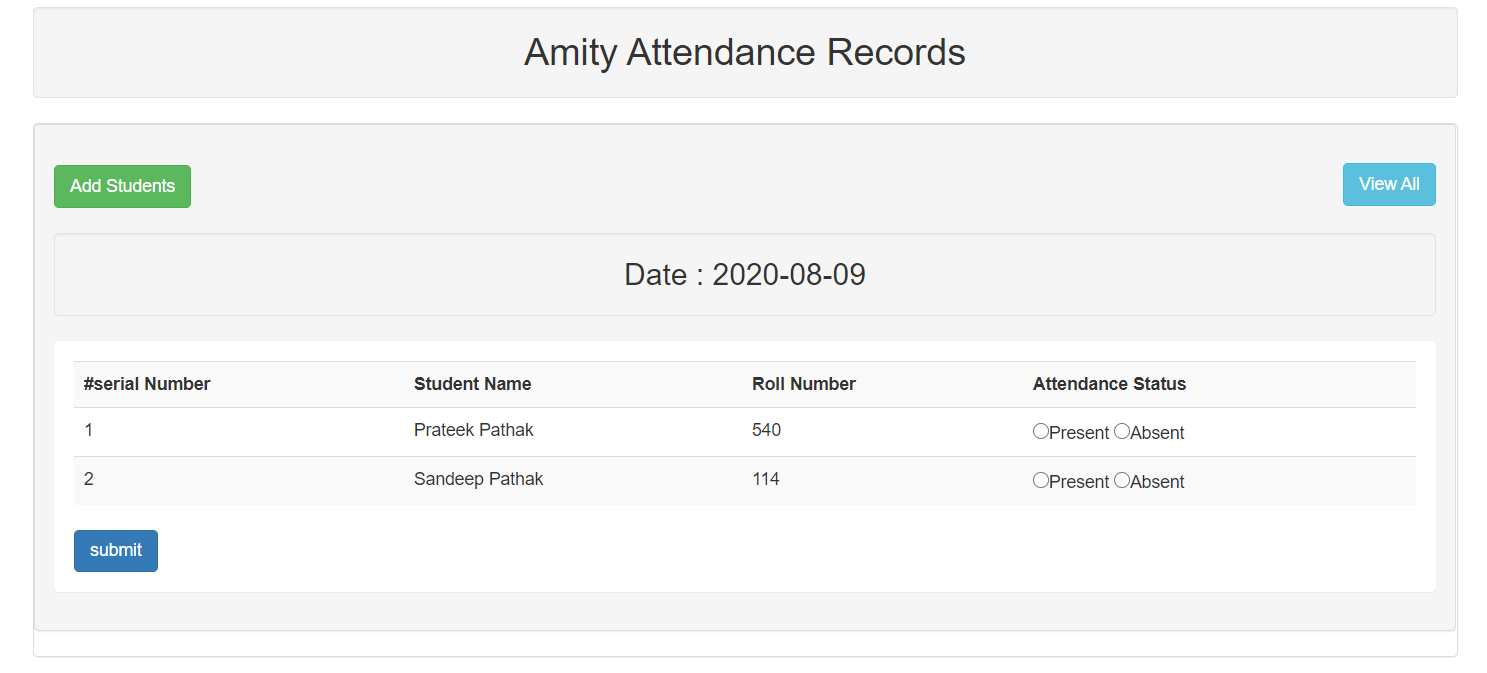 Amity Attendance Records
Add Students View All
Date : 2020-08-09
#serial Number Student Name Roll Number Attendance Status
1 Prateek Pathak 540 Present Absent
2 Sandeep Pathak 114 Present Absent
submit